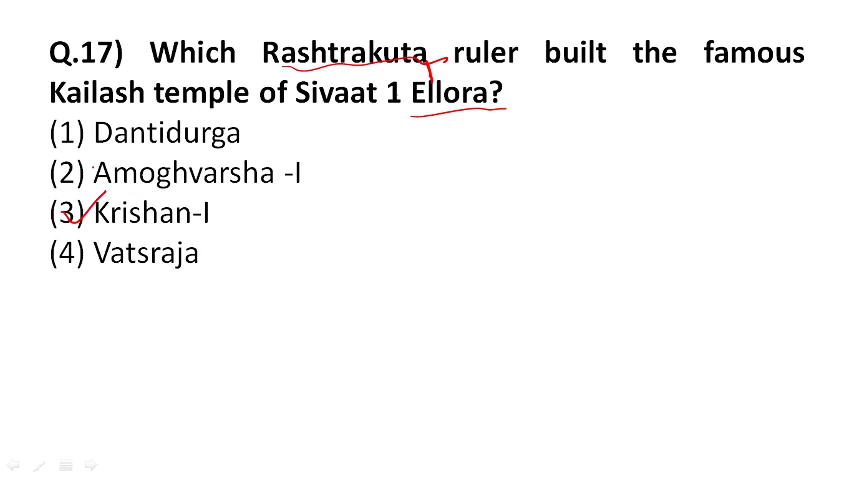 Q.17) Which Rashtrakuta ruler built the famous
Kailash temple of Sivaat 1 Ellora?
(1) Dantidurga
(2) Amoghvarsha -I
(3) Krishan-I
(4) Vatsraja